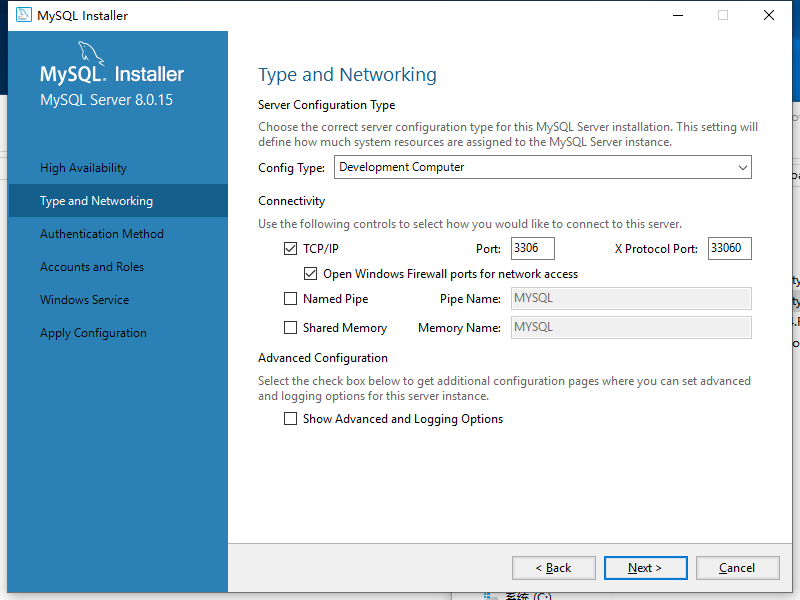 MySQL Installer
MySQL. Installer
MySQL Server 8.0.15
High Availability
Type and Networking
Authentication Method
Accounts and Roles
Windows Service
Apply Configuration
Type and Networking
Server Configuration Type
Choose the correct server configuration type for this MySQL Server installation. This setting will
define how much system resources are assigned to the MySQL Server instance.
Config Type: Development Computer
Connectivity
Use the following controls to select how you would like to connect to this server.
TCP/IP Port: 3306 X Protocol Port: 33060
Open Windows Firewall ports for network access
Named Pipe Pipe Name: MYSQL
Shared Memory Memory Name: MYSQL
Advanced Configuration
Select the check box below to get additional configuration pages where you can set advanced
and logging options for this server instance.
Show Advanced and Logging Options
< Back Next > Cancel
系统 (C:)